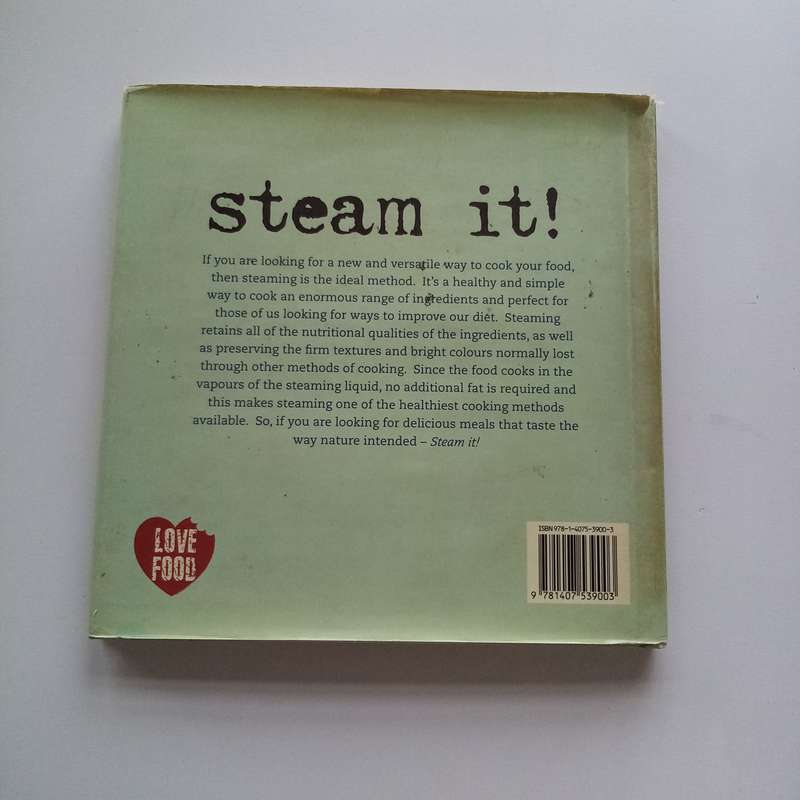 steam it!
If you are looking for a new and versatile way to cook your food,
then steaming is the ideal method. It's a healthy and simple
way to cook an enormous range of ingredients and perfect for
those of us looking for ways to improve our diet. Steaming
retains all of the nutritional qualities of the ingredients, as well
as preserving the firm textures and bright colours normally lost
through other methods of cooking. Since the food cooks in the
vapours of the steaming liquid, no additional fat is required and
this makes steaming one of the healthiest cooking methods
available. So, if you are looking for delicious meals that taste the
way nature intended – Steam it!
LOVE
FOOD
ISBN 978-1-4075-3900-3
9 781407 539003